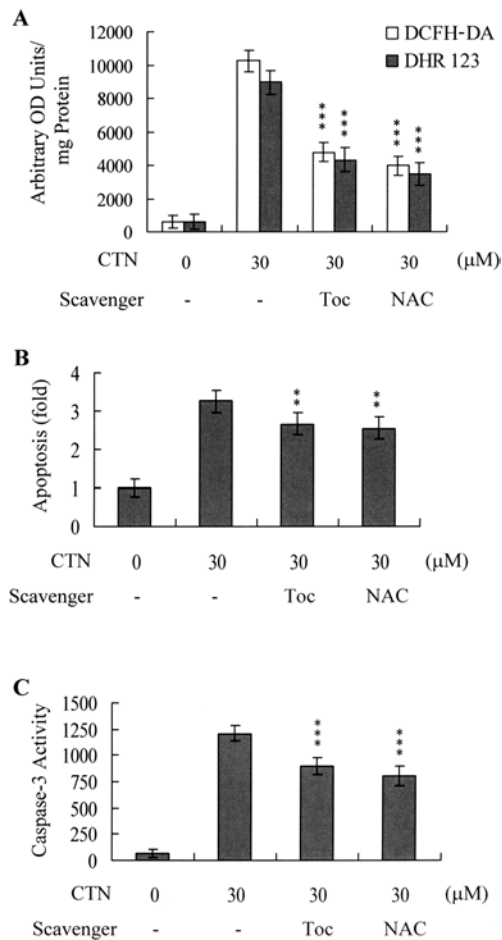 A
DCFH-DA
DHR 123
Arbitrary OD Units/
mg Protein
12000
10000
8000
6000
4000
2000
0
***
***
***
***
CTN 0 30 30 30 (μM)
Scavenger - - Toc NAC
B
Apoptosis (fold)
4
3
2
1
0
**
**
CTN 0 30 30 30 (μM)
Scavenger - - Toc NAC
C
Caspase-3 Activity
1500
1250
1000
750
500
250
0
***
***
CTN 0 30 30 30 (μM)
Scavenger - - Toc NAC